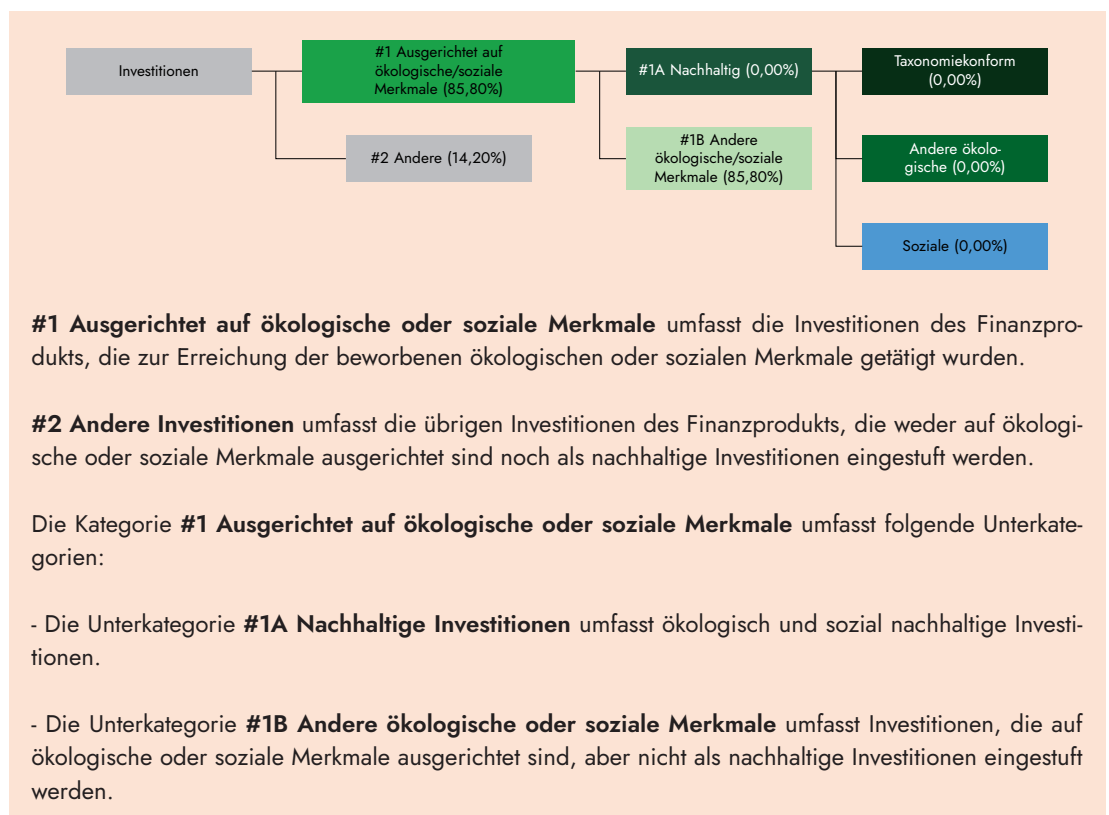 Investitionen
#1 Ausgerichtet auf
ökologische/soziale
Merkmale (85,80%)
#1A Nachhaltig (0,00%)
Taxonomiekonform
(0,00%)
#2 Andere (14,20%)
#1B Andere
ökologische/soziale
Merkmale (85,80%)
Andere ökolo-
gische (0,00%)
Soziale (0,00%)
#1 Ausgerichtet auf ökologische oder soziale Merkmale umfasst die Investitionen des Finanzpro-
dukts, die zur Erreichung der beworbenen ökologischen oder sozialen Merkmale getätigt wurden.
#2 Andere Investitionen umfasst die übrigen Investitionen des Finanzprodukts, die weder auf ökologi-
sche oder soziale Merkmale ausgerichtet sind noch als nachhaltige Investitionen eingestuft werden.
Die Kategorie #1 Ausgerichtet auf ökologische oder soziale Merkmale umfasst folgende Unterkate-
gorien:
- Die Unterkategorie #1A Nachhaltige Investitionen umfasst ökologisch und sozial nachhaltige Investi-
tionen.
- Die Unterkategorie #1B Andere ökologische oder soziale Merkmale umfasst Investitionen, die auf
ökologische oder soziale Merkmale ausgerichtet sind, aber nicht als nachhaltige Investitionen eingestuft
werden.